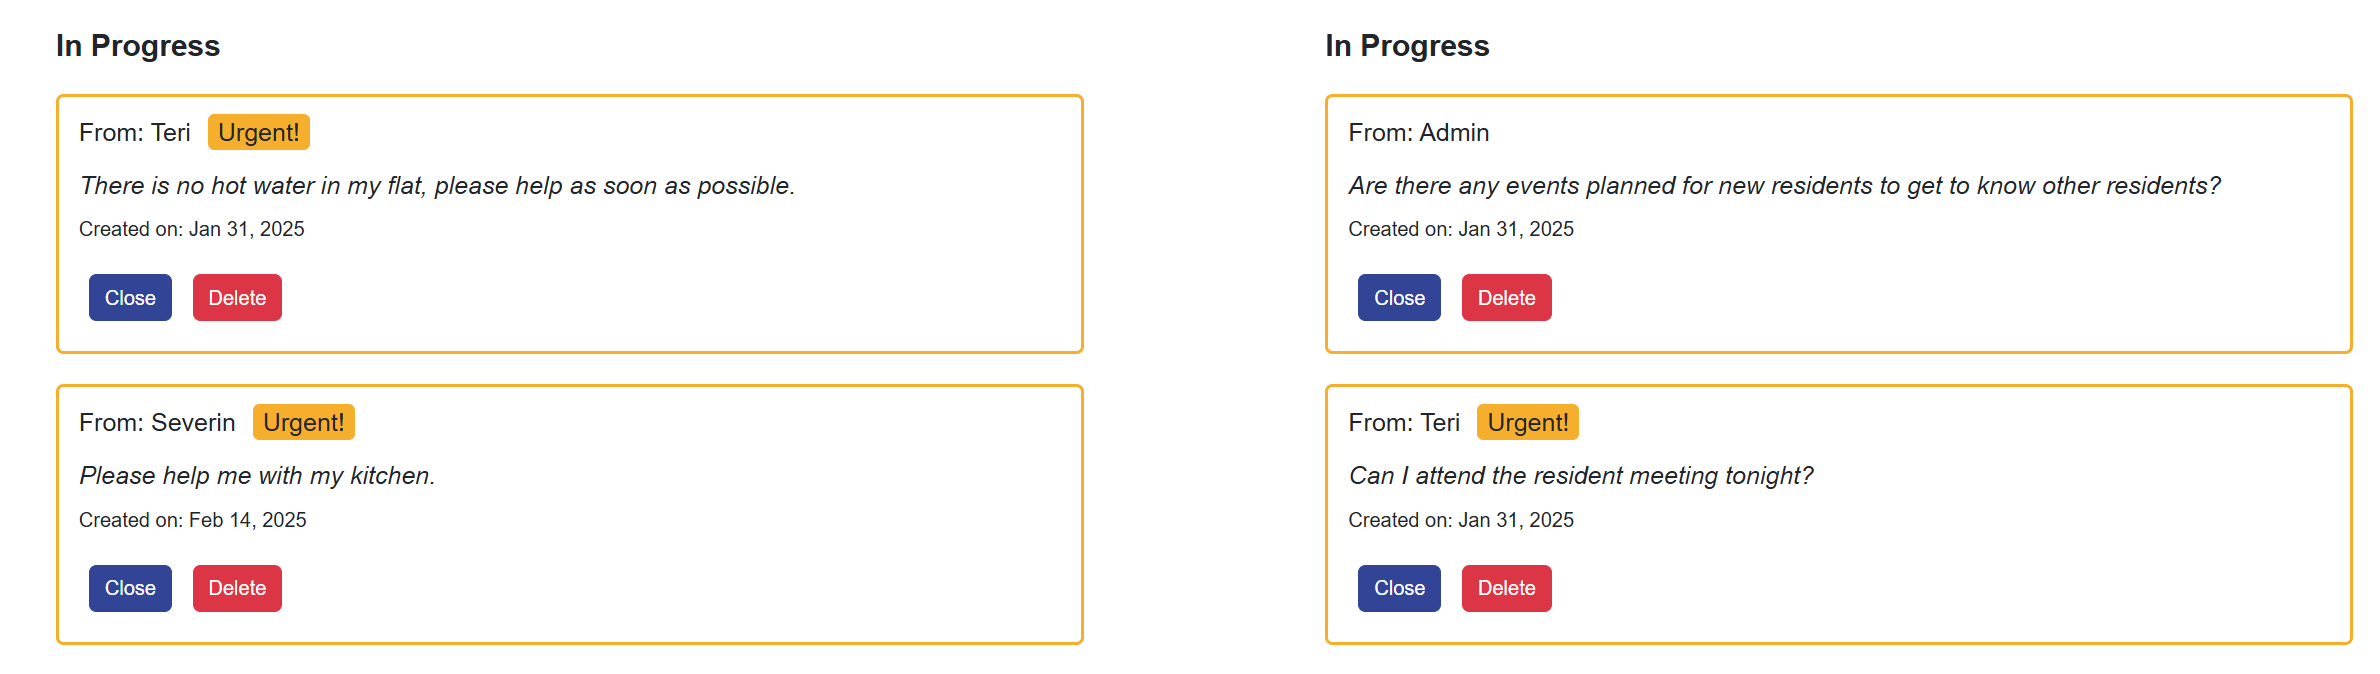 In Progress
From: Teri Urgent!
There is no hot water in my flat, please help as soon as possible.
Created on: Jan 31, 2025
Close Delete
From: Severin Urgent!
Please help me with my kitchen.
Created on: Feb 14, 2025
Close Delete
In Progress
From: Admin
Are there any events planned for new residents to get to know other residents?
Created on: Jan 31, 2025
Close Delete
From: Teri Urgent!
Can I attend the resident meeting tonight?
Created on: Jan 31, 2025
Close Delete